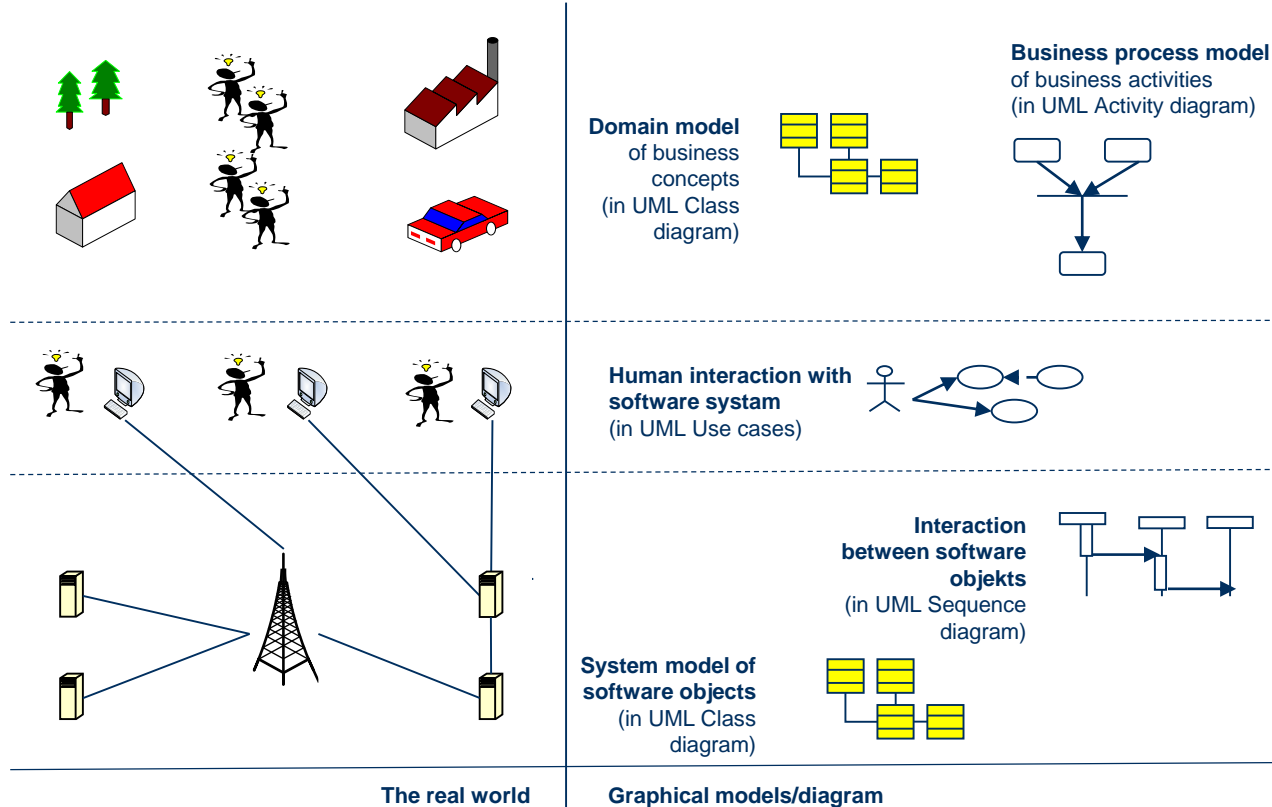 Business process model
of business activities
(in UML Activity diagram)
Domain model
of business
concepts
(in UML Class
diagram)
Human interaction with
software systam
(in UML Use cases)
Interaction
between software
objekts
(in UML Sequence
diagram)
System model of
software objects
(in UML Class
diagram)
The real world
Graphical models/diagram